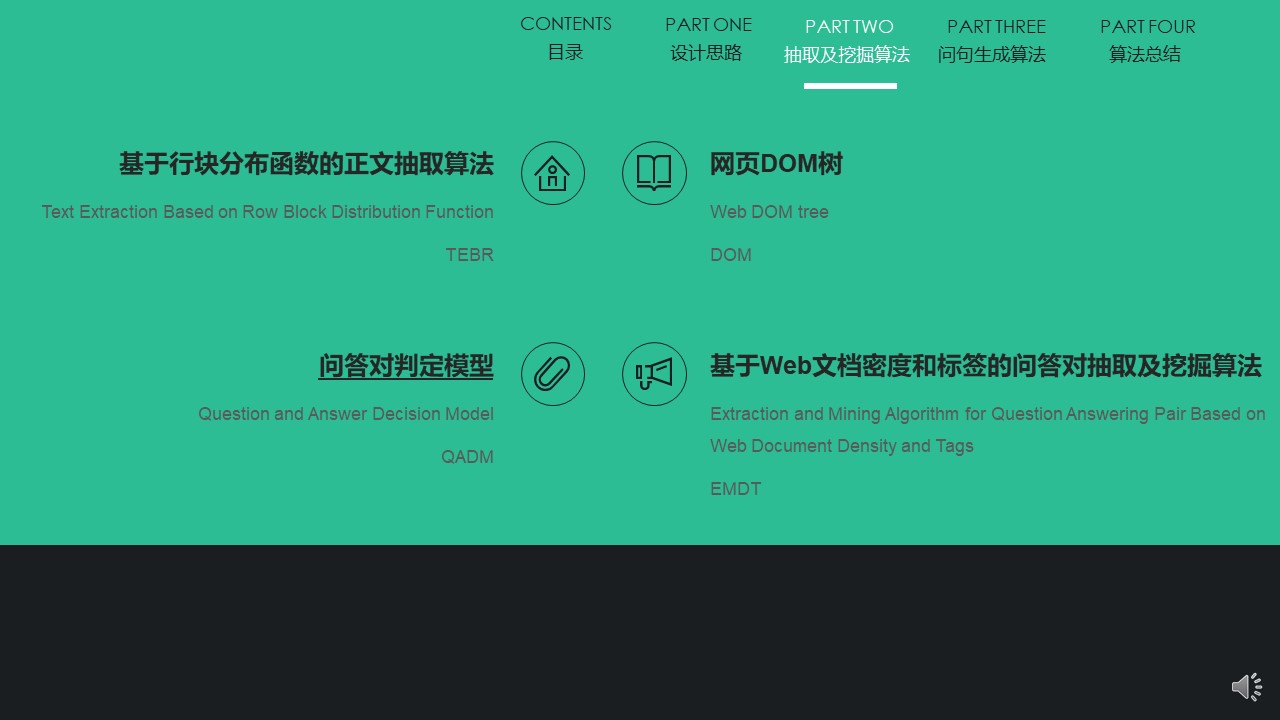 CONTENTS
目录
PART ONE
设计思路
PART TWO
抽取及挖掘算法
PART THREE
问句生成算法
PART FOUR
算法总结
基于行块分布函数的正文抽取算法
Text Extraction Based on Row Block Distribution Function
TEBR
网页DOM树
Web DOM tree
DOM
问答对判定模型
Question and Answer Decision Model
QADM
基于Web文档密度和标签的问答对抽取及挖掘算法
Extraction and Mining Algorithm for Question Answering Pair Based on
Web Document Density and Tags
EMDT